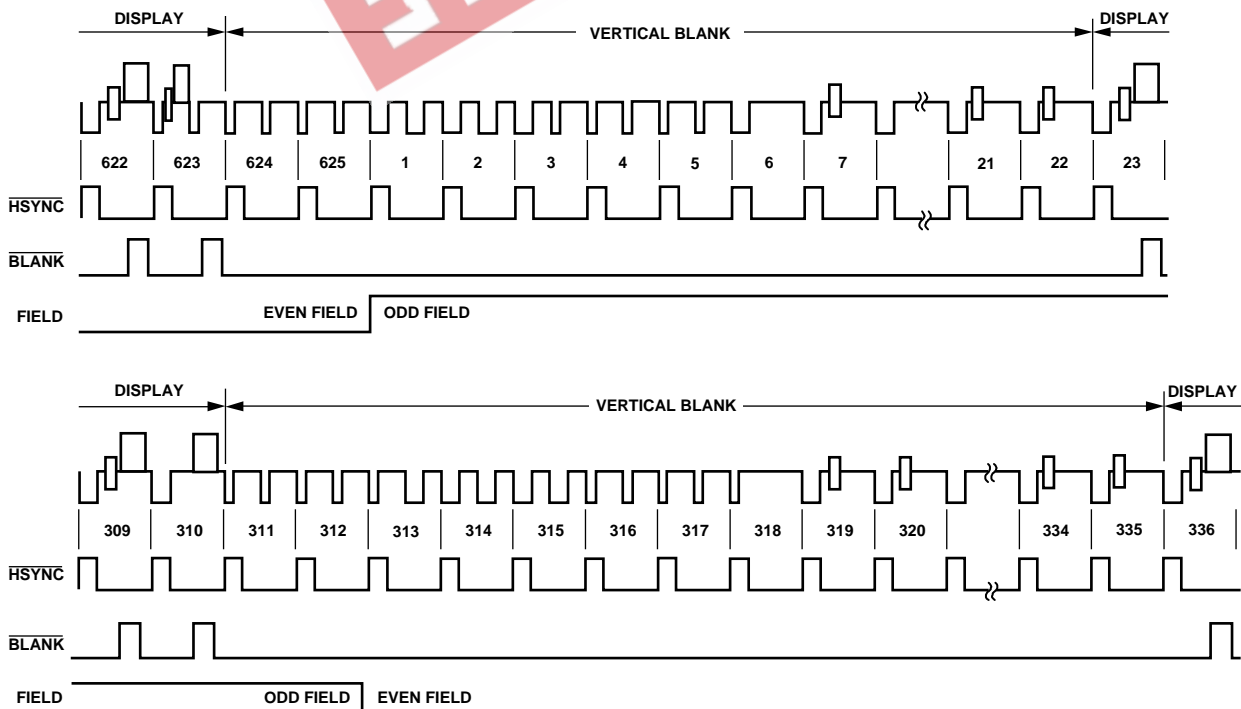 DISPLAY VERTICAL BLANK DISPLAY
622 623 624 625 1 2 3 4 5 6 7 21 22 23
HSYNC
BLANK
FIELD EVEN FIELD ODD FIELD
DISPLAY VERTICAL BLANK DISPLAY
309 310 311 312 313 314 315 316 317 318 319 320 334 335 336
HSYNC
BLANK
FIELD ODD FIELD EVEN FIELD